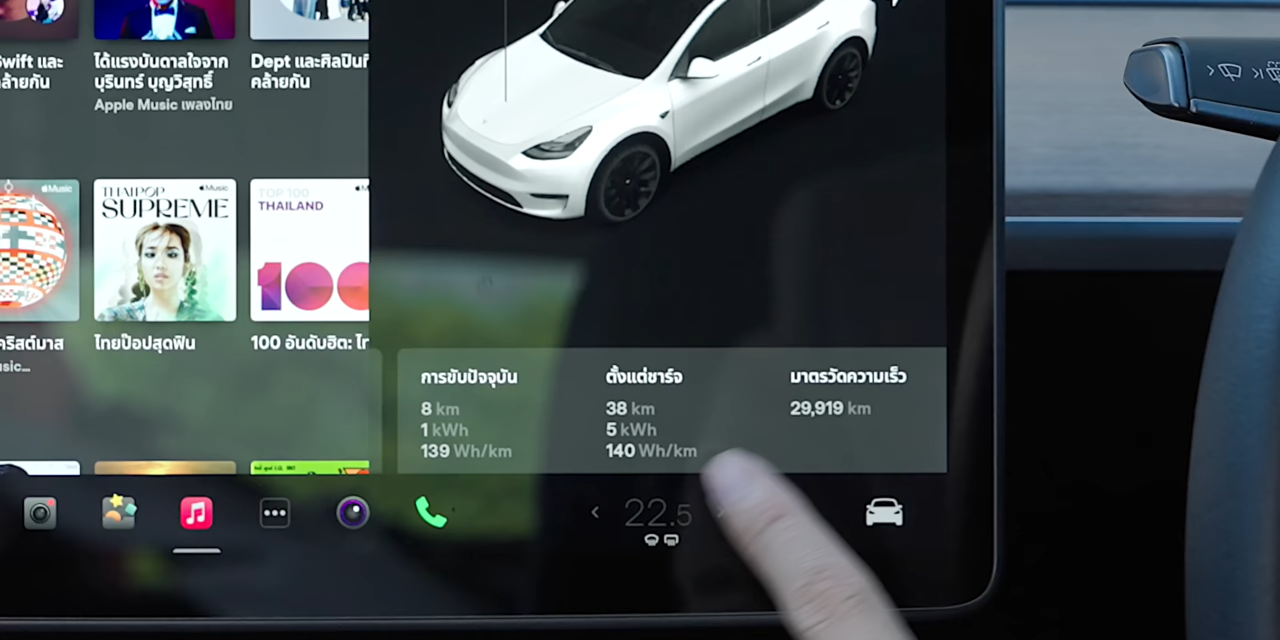 Swift และ
คล้ายกัน
ได้แรงบันดาลใจจาก
บุรินทร์ บุญวิสุทธิ์
Apple Music เพลงไทย
Dept และศิลปินที่
คล้ายกัน
Music
Music
THAI POP
SUPREME
TOP 100
THAILAND
100
คริสต์มาส
ไทยป๊อปสุดฟิน
100 อันดับฮิต:
การขับปัจจุบัน
8 km
1 kWh
139 Wh/km
ตั้งแต่ชาร์จ
38 km
5 kWh
140 Wh/km
มาตรวัดความเร็ว
29,919 km
22.5